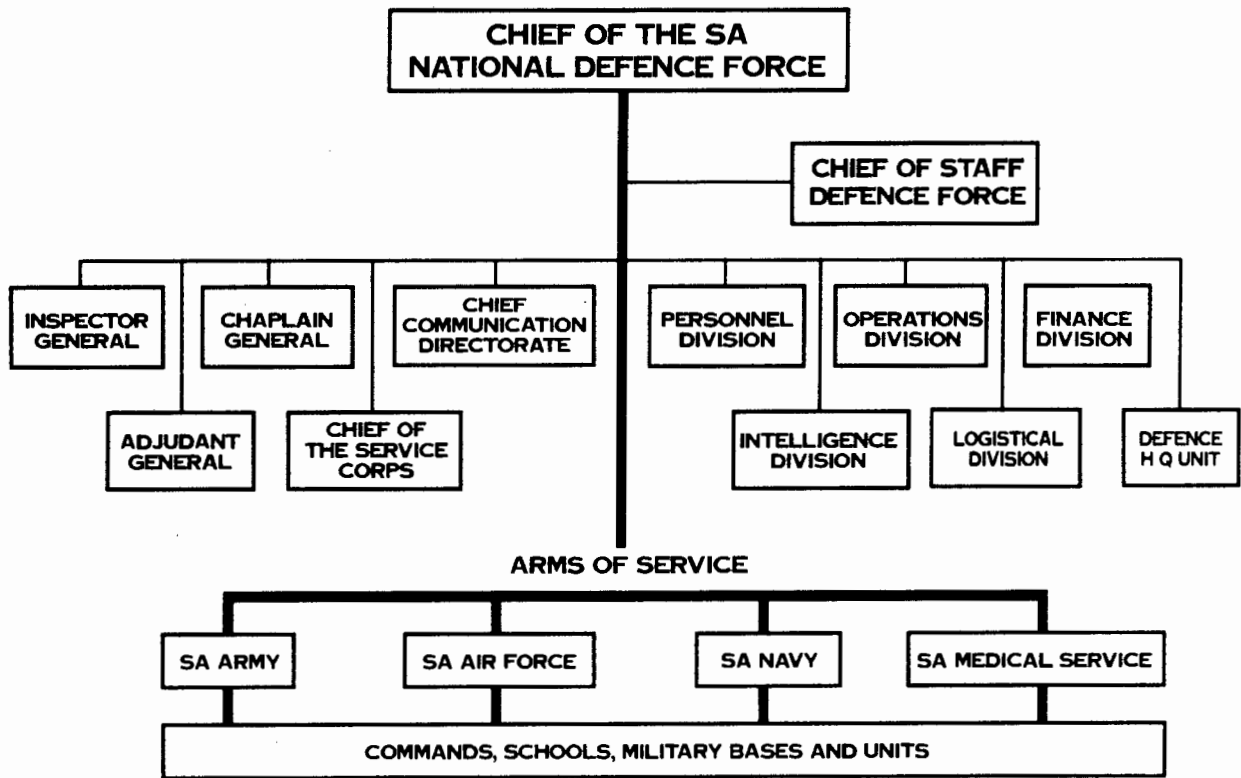 CHIEF OF THE SA
NATIONAL DEFENCE FORCE
CHIEF OF STAFF
DEFENCE FORCE
INSPECTOR
GENERAL
CHAPLAIN
GENERAL
CHIEF
COMMUNICATION
DIRECTORATE
PERSONNEL
DIVISION
OPERATIONS
DIVISION
FINANCE
DIVISION
ADJUDANT
GENERAL
CHIEF OF
THE SERVICE
CORPS
INTELLIGENCE
DIVISION
LOGISTICAL
DIVISION
DEFENCE
H Q UNIT
ARMS OF SERVICE
SA ARMY
SA AIR FORCE
SA NAVY
SA MEDICAL SERVICE
COMMANDS, SCHOOLS, MILITARY BASES AND UNITS